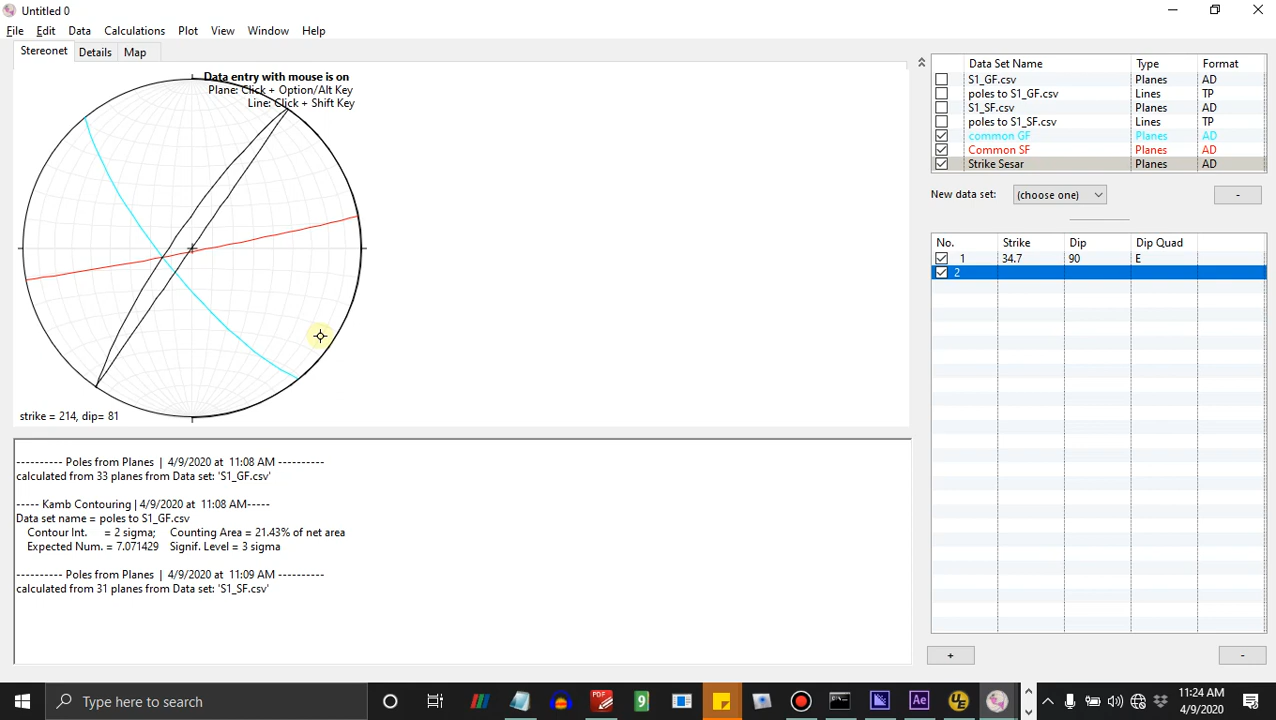 Untitled 0
File Edit Data Calculations Plot View Window Help
Stereonet Details Map
Data entry with mouse is on
Plane: Click + Option/Alt Key
Line: Click + Shift Key
strike = 214, dip= 81
Data Set Name Type Format
S1_GF.csv Planes AD
poles to S1_GF.csv Lines TP
S1_SF.csv Planes AD
poles to S1_SF.csv Lines TP
common GF Planes AD
Common SF Planes AD
Strike Sesar Planes AD
New data set: (choose one) -
No. Strike Dip Dip Quad
1 34.7 90 E
2
+ -
---------- Poles from Planes | 4/9/2020 at 11:08 AM ----------
calculated from 33 planes from Data set: 'S1_GF.csv'
----- Kamb Contouring | 4/9/2020 at 11:08 AM-----
Data set name = poles to S1_GF.csv
Contour Int. = 2 sigma; Counting Area = 21.43% of net area
Expected Num. = 7.071429 Signif. Level = 3 sigma
---------- Poles from Planes | 4/9/2020 at 11:09 AM ----------
calculated from 31 planes from Data set: 'S1_SF.csv'
Type here to search
11:24 AM
4/9/2020